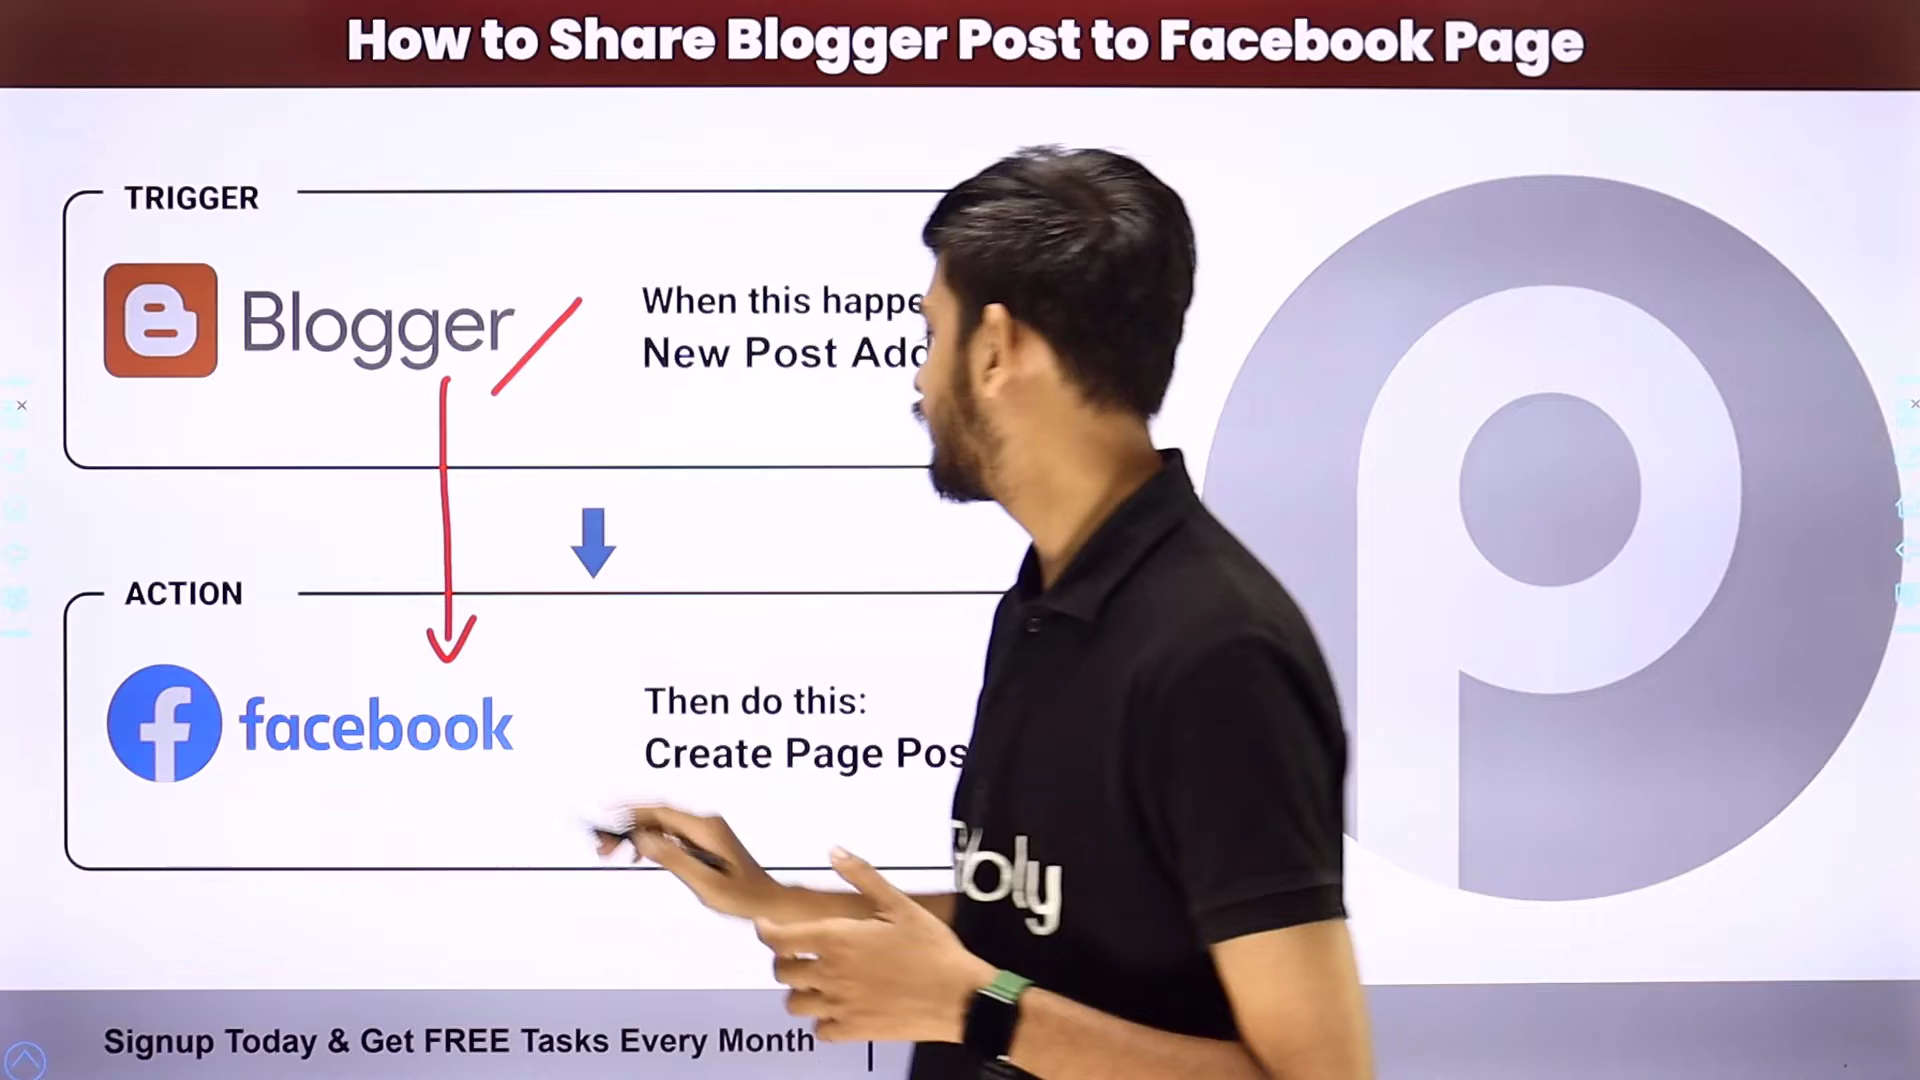 How to Share Blogger Post to Facebook Page
TRIGGER
Blogger
When this happe
New Post Add
ACTION
facebook
Then do this:
Create Page Pos
bly
Signup Today & Get FREE Tasks Every Month